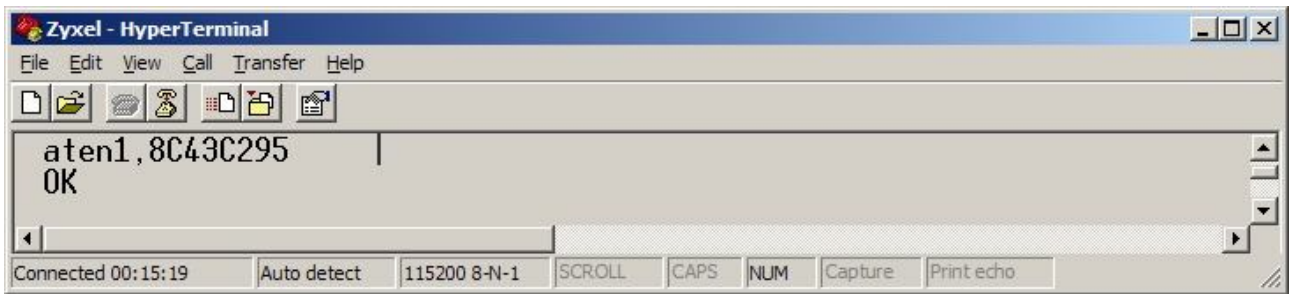 Zyxel - HyperTerminal
File Edit View Call Transfer Help
aten1,8C43C295
OK
Connected 00:15:19 Auto detect 115200 8-N-1 SCROLL CAPS NUM Capture Print echo